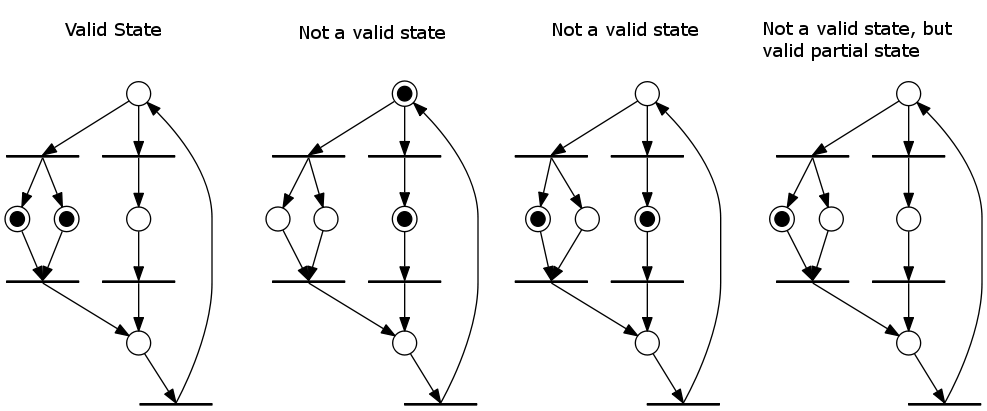 Valid State
Not a valid state
Not a valid state
Not a valid state, but
valid partial state